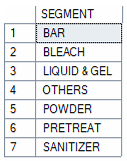 SEGMENT
1 BAR
2 BLEACH
3 LIQUID & GEL
4 OTHERS
5 POWDER
6 PRETREAT
7 SANITIZER